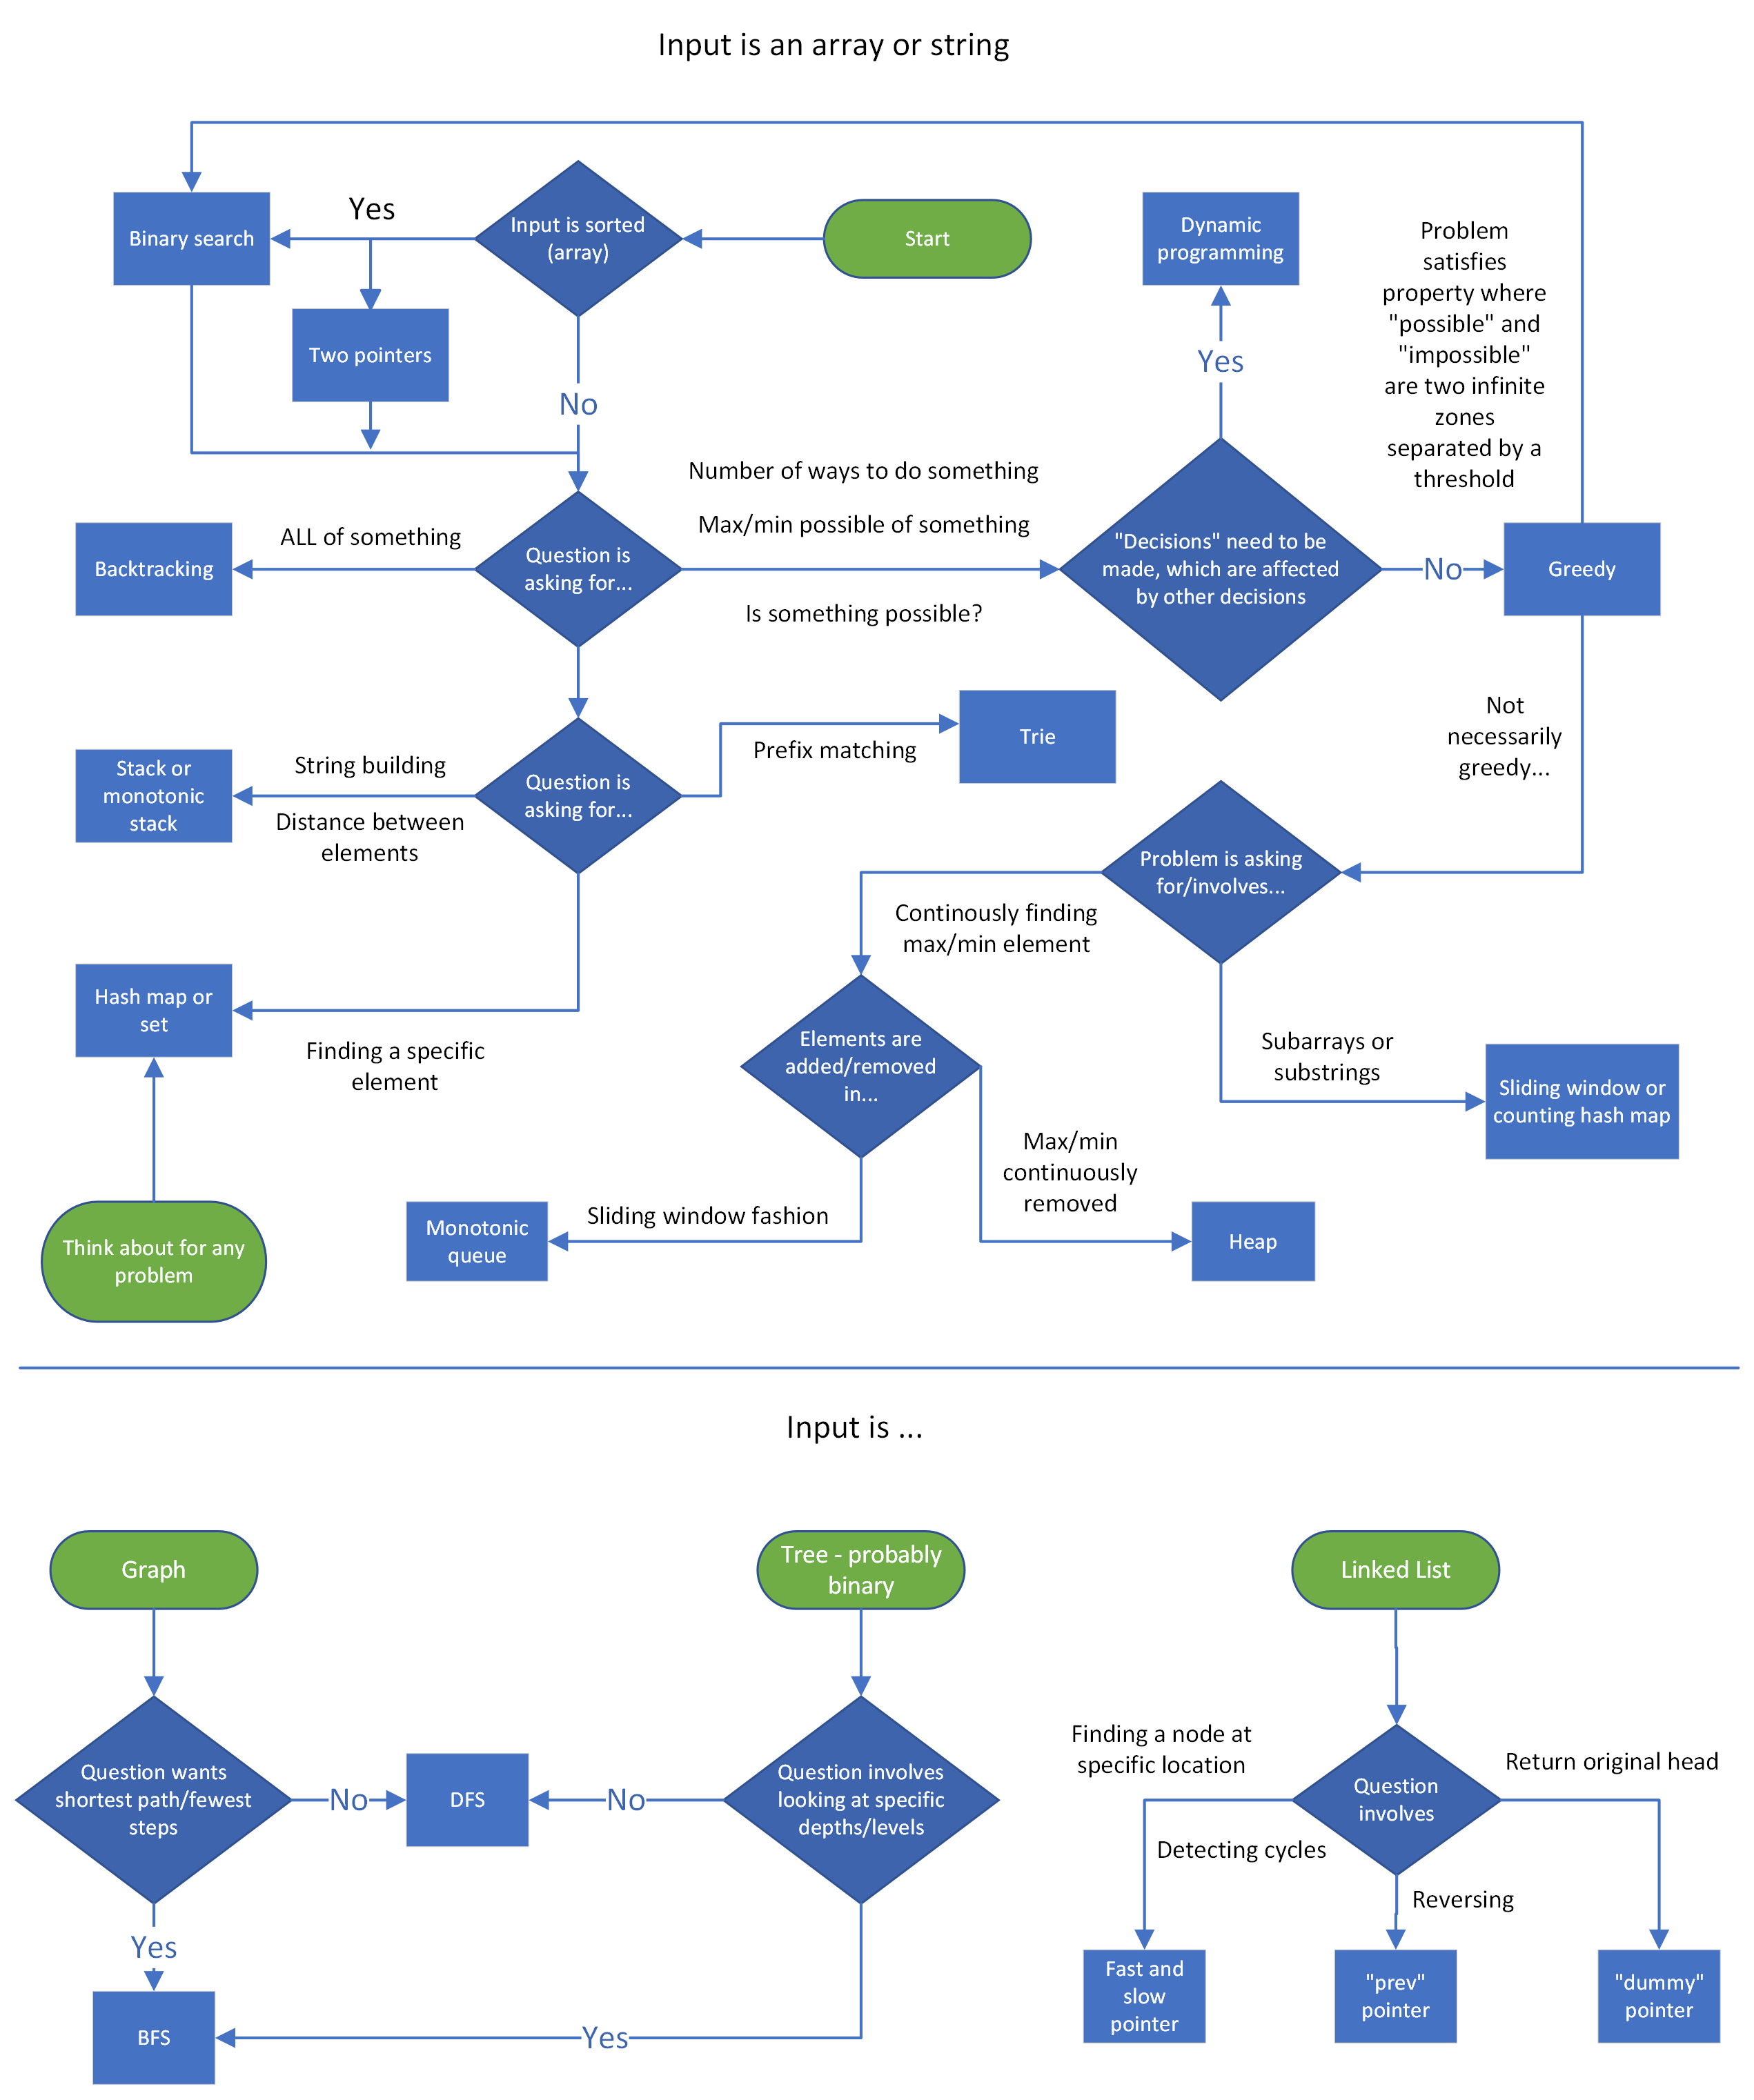 Input is an array or string
Yes
Input is sorted
(array)
Start
Binary search
Dynamic
programming
Problem
satisfies
property where
"possible" and
"impossible"
are two infinite
zones
separated by a
threshold
Two pointers
Yes
No
Number of ways to do something
Max/min possible of something
Is something possible?
ALL of something
Backtracking
Question is
asking for...
"Decisions" need to be
made, which are affected
by other decisions
No
Greedy
Not
necessarily
greedy...
Trie
Prefix matching
Stack or
monotonic
stack
String building
Distance between
elements
Question is
asking for...
Problem is asking
for/involves...
Continously finding
max/min element
Hash map or
set
Finding a specific
element
Elements are
added/removed
in...
Subarrays or
substrings
Sliding window or
counting hash map
Max/min
continuously
removed
Think about for any
problem
Monotonic
queue
Sliding window fashion
Heap
Input is ...
Graph
Tree - probably
binary
Linked List
Question wants
shortest path/fewest
steps
No
DFS
No
Question involves
looking at specific
depths/levels
Finding a node at
specific location
Detecting cycles
Question
involves
Return original head
Reversing
Yes
BFS
Yes
Fast and
slow
pointer
"prev"
pointer
"dummy"
pointer